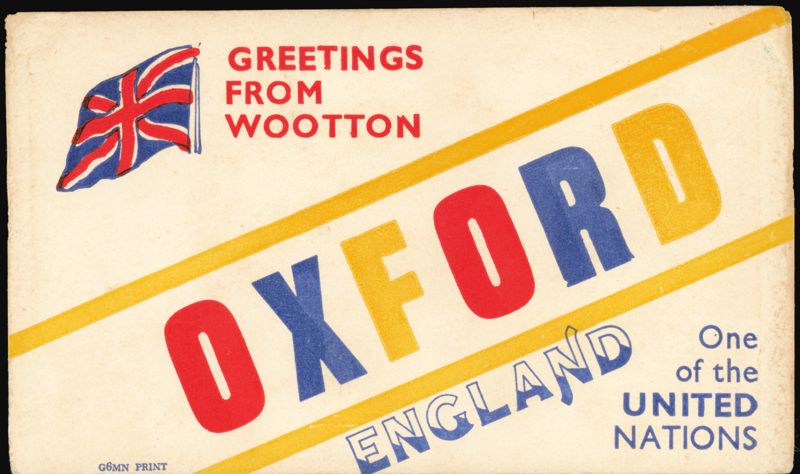 GREETINGS
FROM
WOOTTON
OXFORD
ENGLAND
One
of the
UNITED
NATIONS
G6MN PRINT